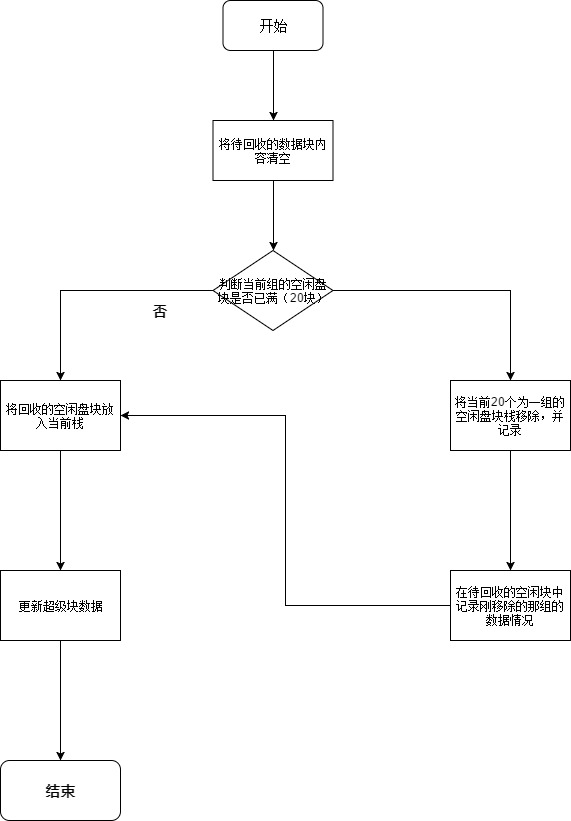 开始
将待回收的数据块内
容清空
判断当前组的空闲盘
块是否已满（20块）
否
将回收的空闲盘块放
入当前栈
将当前20个为一组的
空闲盘块栈移除，并
记录
更新超级块数据
在待回收的空闲块中
记录刚移除的那组的
数据情况
结束